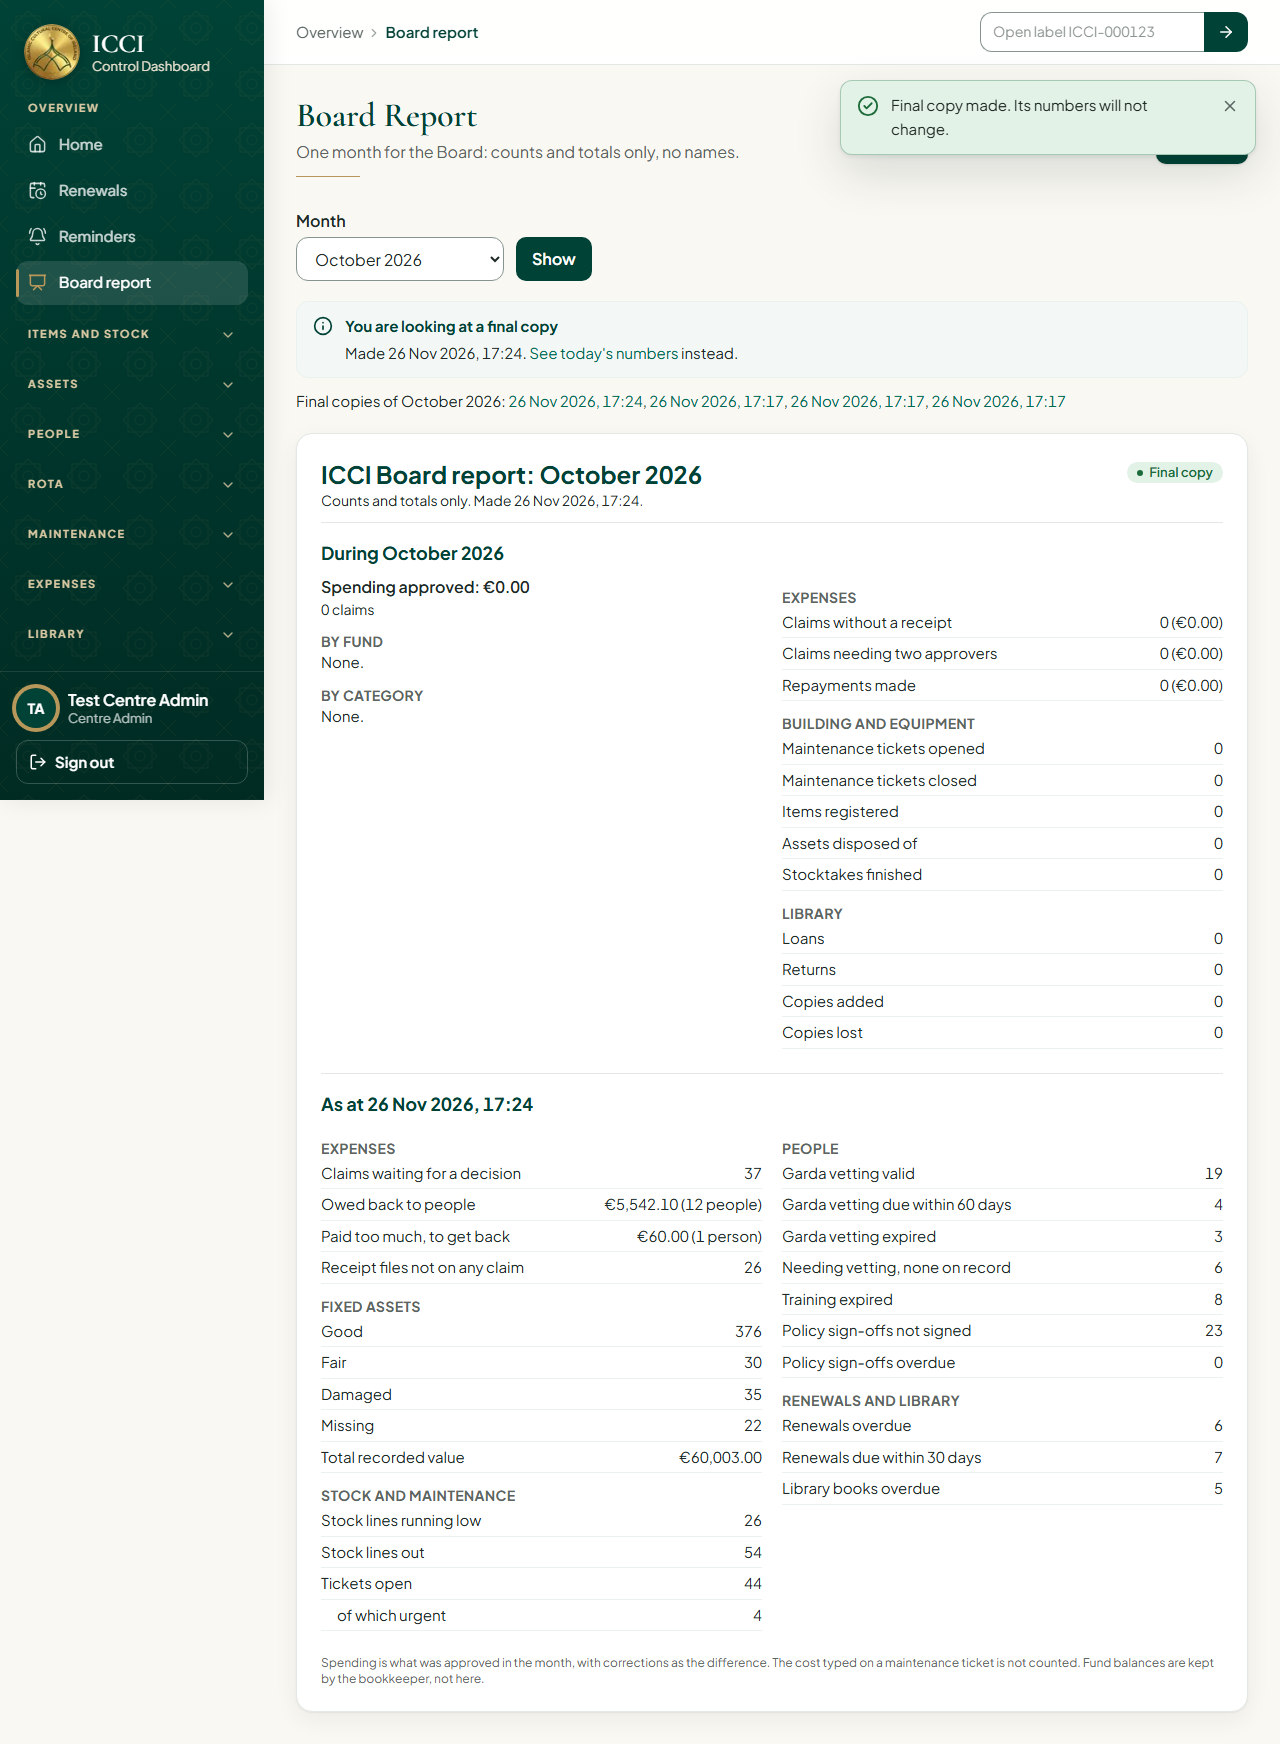 ICCI
Control Dashboard
OVERVIEW
Home
Renewals
Reminders
Board report
ITEMS AND STOCK
ASSETS
PEOPLE
ROTA
MAINTENANCE
EXPENSES
LIBRARY
TA
Test Centre Admin
Centre Admin
Sign out
Overview › Board report
Open label ICCI-000123
Final copy made. Its numbers will not
change.
Board Report
One month for the Board: counts and totals only, no names.
Month
October 2026
Show
You are looking at a final copy
Made 26 Nov 2026, 17:24. See today's numbers instead.
Final copies of October 2026: 26 Nov 2026, 17:24, 26 Nov 2026, 17:17, 26 Nov 2026, 17:17, 26 Nov 2026, 17:17
ICCI Board report: October 2026
Final copy
Counts and totals only. Made 26 Nov 2026, 17:24.
During October 2026
Spending approved: €0.00
0 claims
BY FUND
None.
BY CATEGORY
None.
EXPENSES
Claims without a receipt 0 (€0.00)
Claims needing two approvers 0 (€0.00)
Repayments made 0 (€0.00)
BUILDING AND EQUIPMENT
Maintenance tickets opened 0
Maintenance tickets closed 0
Items registered 0
Assets disposed of 0
Stocktakes finished 0
LIBRARY
Loans 0
Returns 0
Copies added 0
Copies lost 0
As at 26 Nov 2026, 17:24
EXPENSES
Claims waiting for a decision 37
Owed back to people €5,542.10 (12 people)
Paid too much, to get back €60.00 (1 person)
Receipt files not on any claim 26
FIXED ASSETS
Good 376
Fair 30
Damaged 35
Missing 22
Total recorded value €60,003.00
STOCK AND MAINTENANCE
Stock lines running low 26
Stock lines out 54
Tickets open 44
of which urgent 4
PEOPLE
Garda vetting valid 19
Garda vetting due within 60 days 4
Garda vetting expired 3
Needing vetting, none on record 6
Training expired 8
Policy sign-offs not signed 23
Policy sign-offs overdue 0
RENEWALS AND LIBRARY
Renewals overdue 6
Renewals due within 30 days 7
Library books overdue 5
Spending is what was approved in the month, with corrections as the difference. The cost typed on a maintenance ticket is not counted. Fund balances are kept
by the bookkeeper, not here.